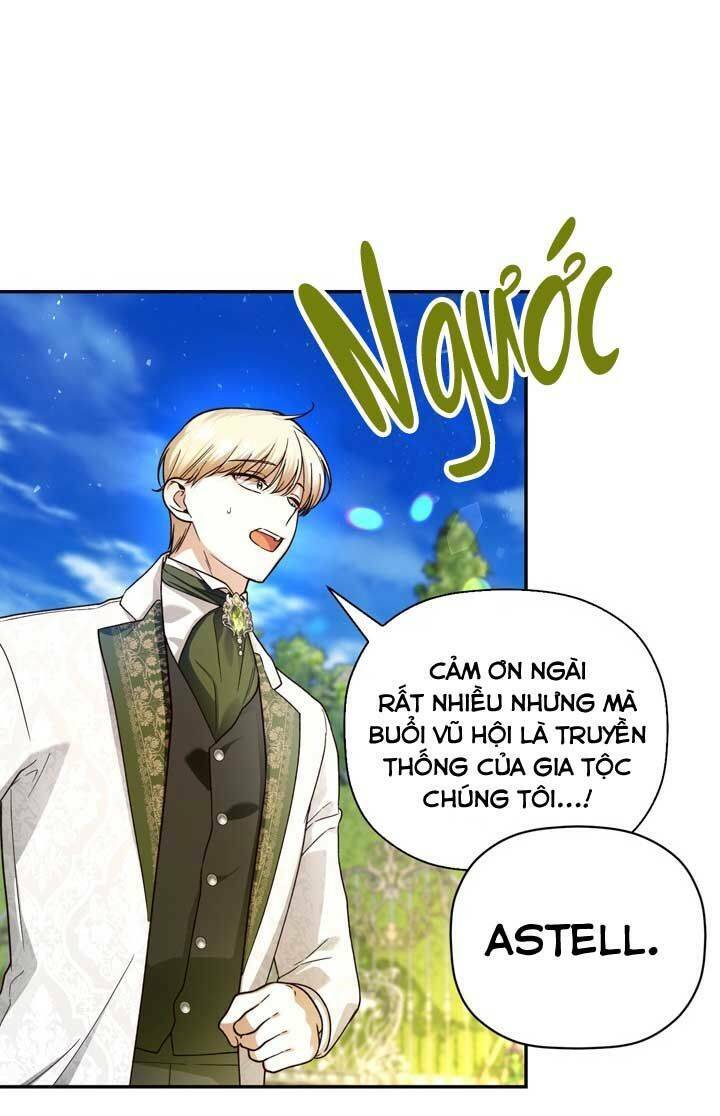 Ngước
CẢM ƠN NGÀI
RẤT NHIỀU NHƯNG MÀ
BUỔI VŨ HỘI LÀ TRUYỀN
THỐNG CỦA GIA TỘC
CHÚNG TÔI...!
ASTELL.